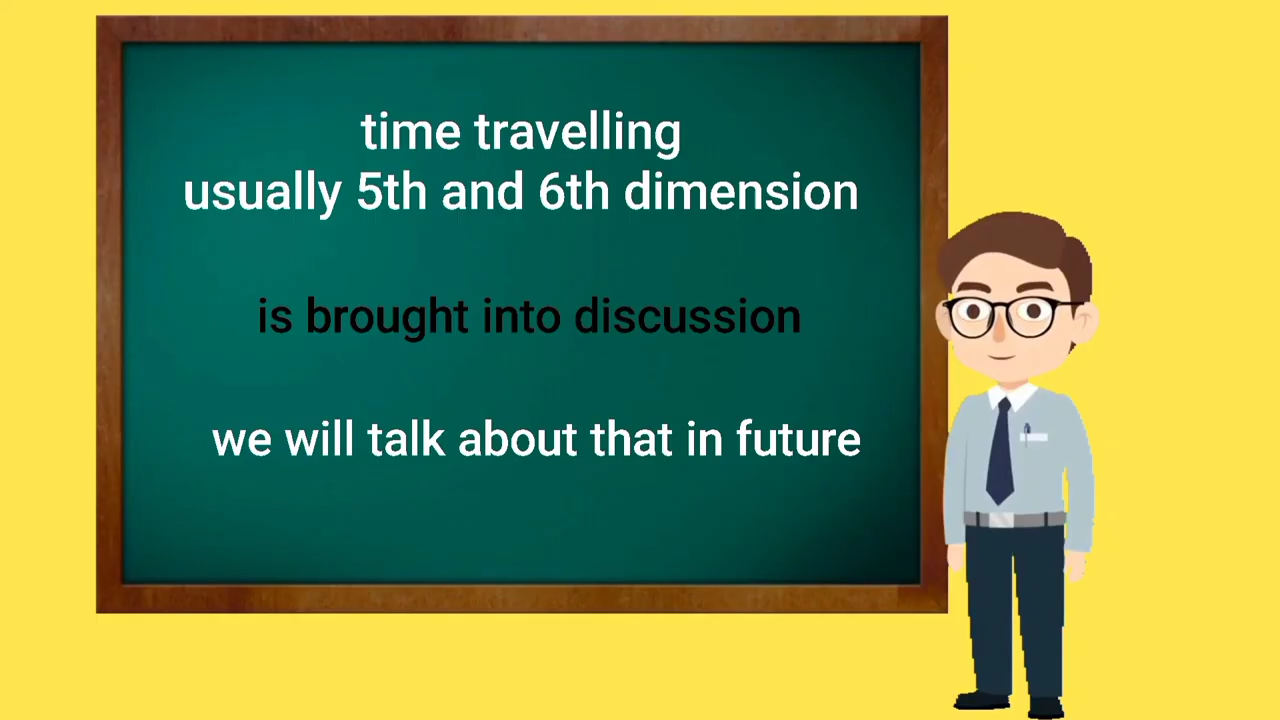 time travelling
usually 5th and 6th dimension
is brought into discussion
we will talk about that in future